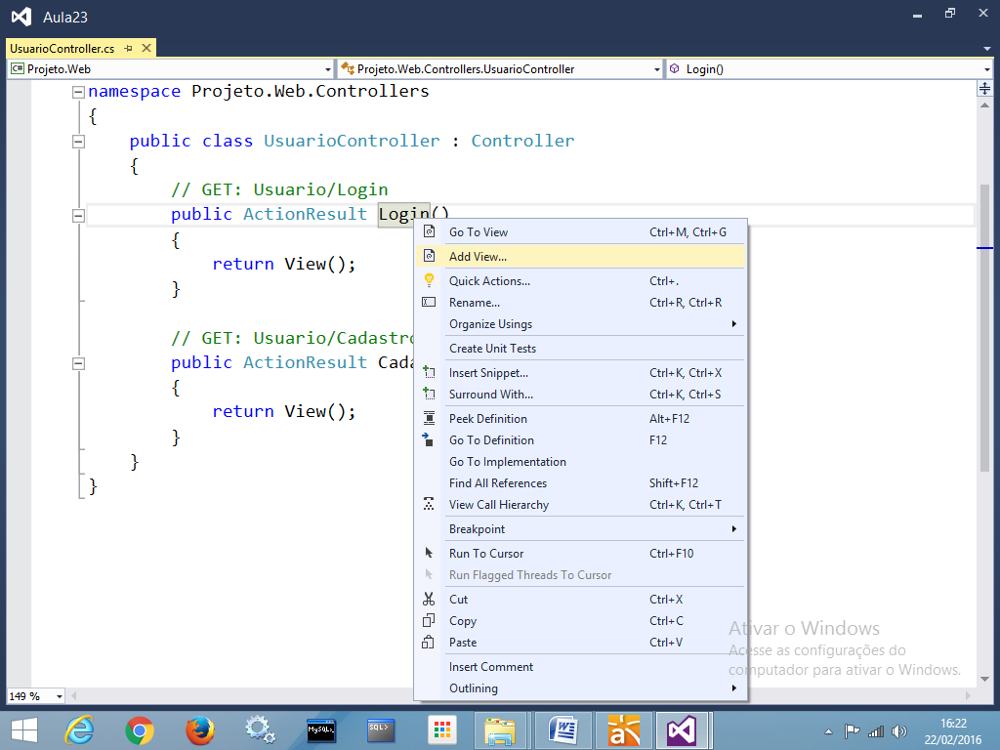 Aula23
UsuarioController.cs
C# Projeto.Web
Projeto.Web.Controllers.UsuarioController
Login()
namespace Projeto.Web.Controllers
{
public class UsuarioController : Controller
{
// GET: Usuario/Login
public ActionResult Login()
{
return View();
}
// GET: Usuario/Cadastro
public ActionResult Cada
{
return View();
}
}
}
Go To View Ctrl+M, Ctrl+G
Add View...
Quick Actions... Ctrl+.
Rename... Ctrl+R, Ctrl+R
Organize Usings
Create Unit Tests
Insert Snippet... Ctrl+K, Ctrl+X
Surround With... Ctrl+K, Ctrl+S
Peek Definition Alt+F12
Go To Definition F12
Go To Implementation
Find All References Shift+F12
View Call Hierarchy Ctrl+K, Ctrl+T
Breakpoint
Run To Cursor Ctrl+F10
Run Flagged Threads To Cursor
Cut Ctrl+X
Copy Ctrl+C
Paste Ctrl+V
Insert Comment
Outlining
Ativar o Windows
Acesse as configurações do
computador para ativar o Windows.
149 %
MySQL>
SQL>
16:22
22/02/2016